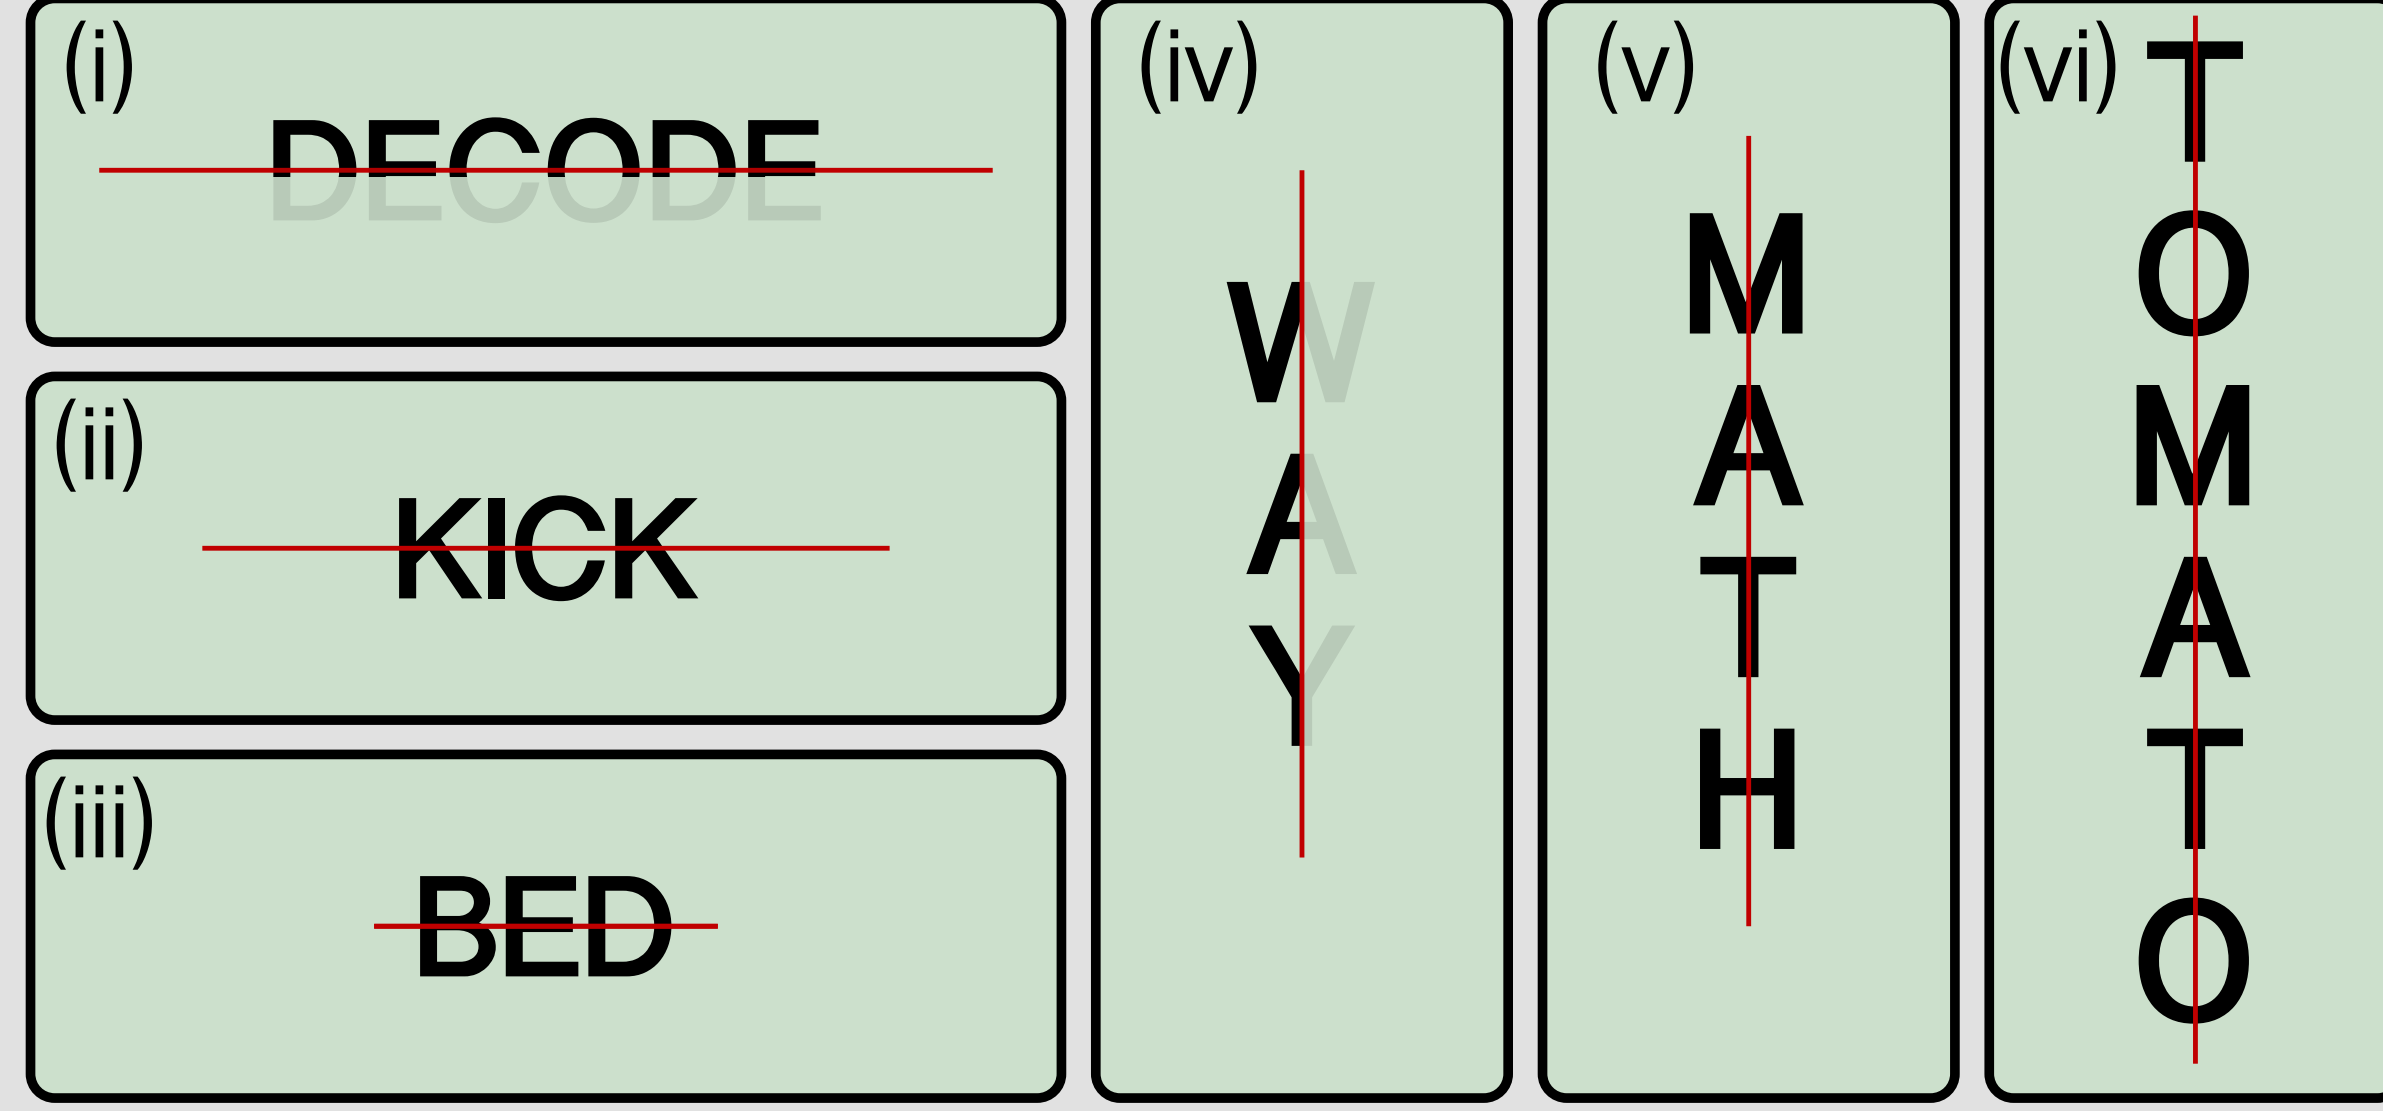 (i)
DECODE
(ii)
KICK
(iii)
BED
(iv)
W
A
Y
(v)
M
A
T
H
(vi)
T
O
M
A
T
O